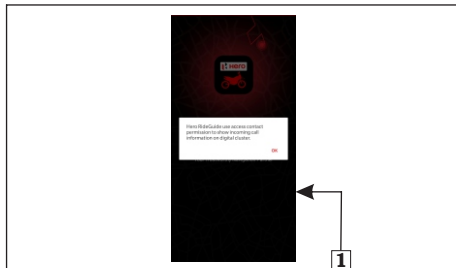 Hero
Hero RideGuide use access contact
permission to show incoming call
information on digital cluster.
OK
1